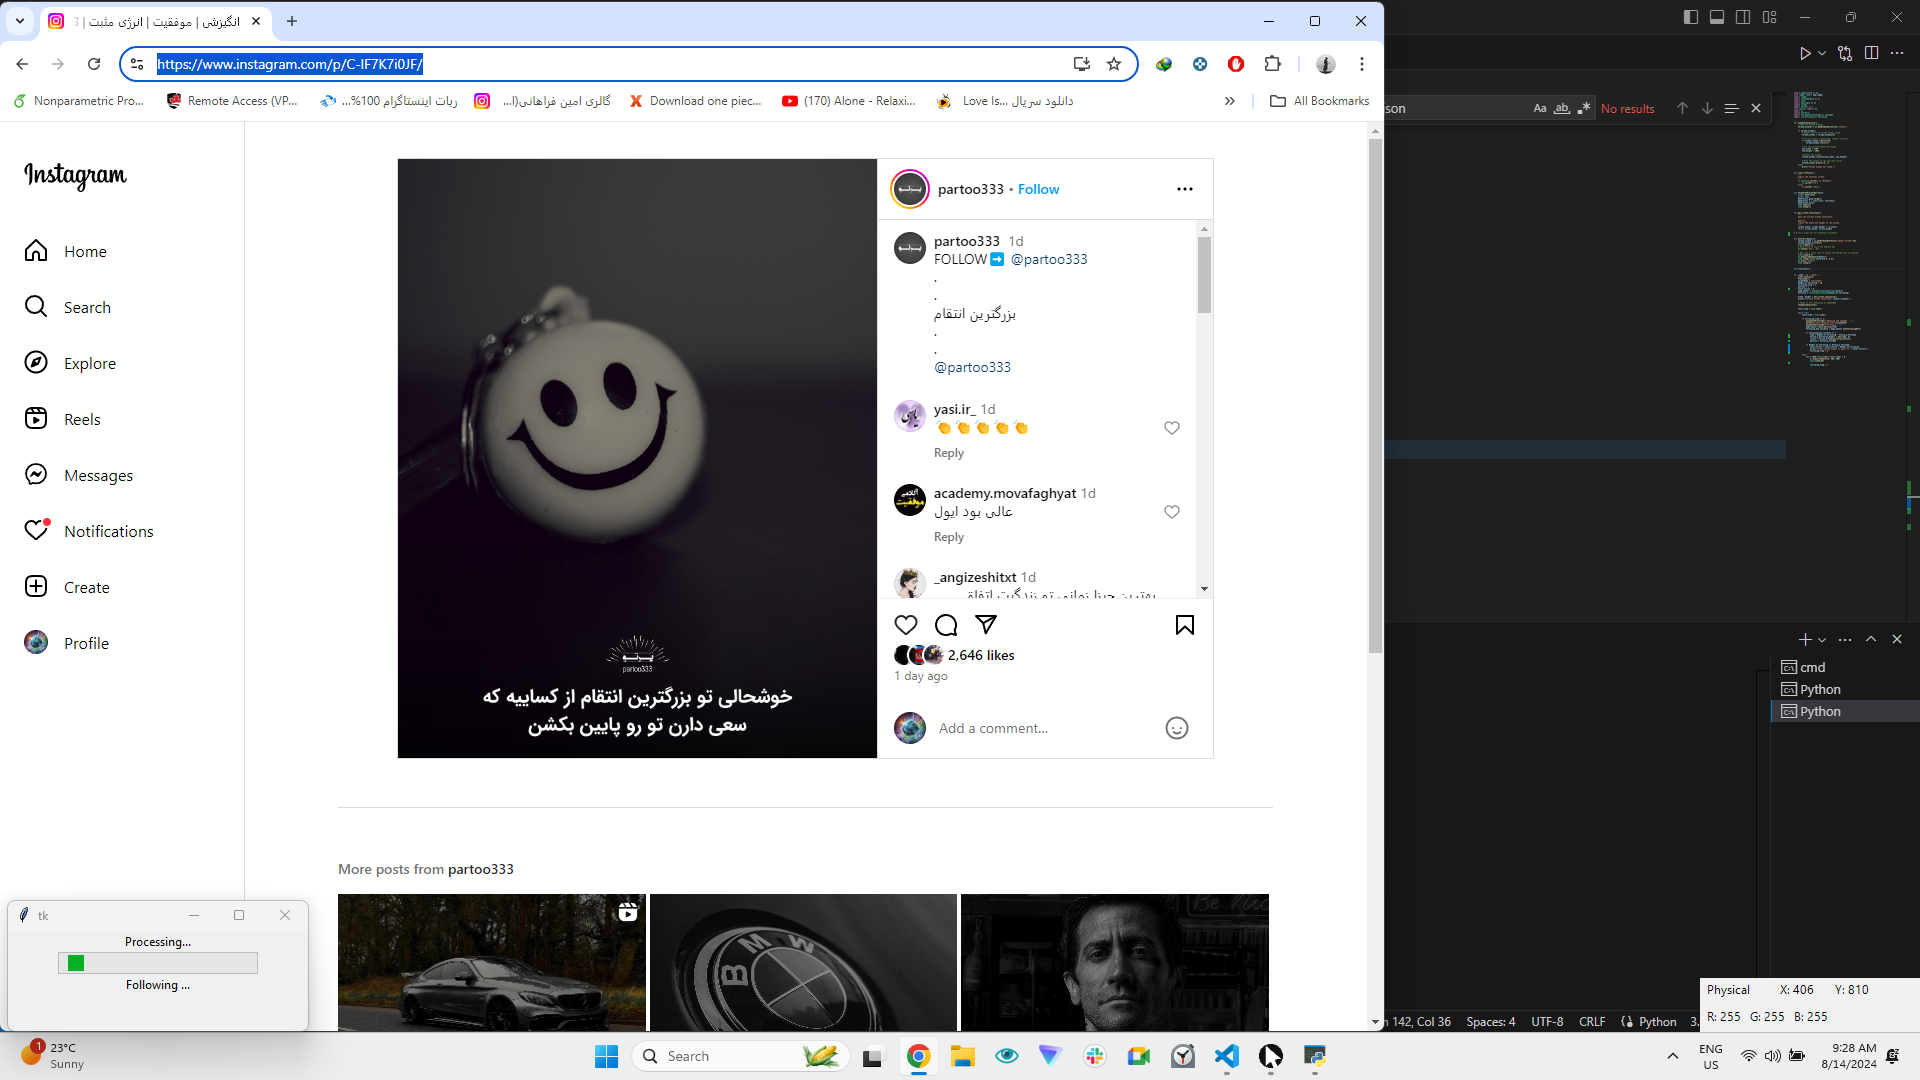 انگیزشی | موفقیت | انرژی مثبت | 3
https://www.instagram.com/p/C-IF7K7i0JF/
Nonparametric Pro...
Remote Access (VP...
ربات اینستاگرام 100%...
گالری امین فراهانی(ا...
Download one piec...
(170) Alone - Relaxi...
دانلود سریال Love Is...
All Bookmarks
son
Aa
ab
No results
Instagram
Home
Search
Explore
Reels
Messages
Notifications
Create
Profile
پرتو
partoo333
خوشحالی تو بزرگترین انتقام از کساییه که
سعی دارن تو رو پایین بکشن
partoo333 • Follow
partoo333 1d
FOLLOW➡️ @partoo333
.
.
بزرگترین انتقام
.
.
@partoo333
yasi.ir_ 1d
👏👏👏👏👏
Reply
academy.movafaghyat 1d
عالی بود ایول
Reply
_angizeshitxt 1d
2,646 likes
1 day ago
Add a comment...
More posts from partoo333
BMW
tk
Processing...
Following ...
cmd
Python
Python
Physical X: 406 Y: 810
R: 255 G: 255 B: 255
142, Col 36
Spaces: 4
UTF-8
CRLF
Python
3.
1
23°C
Sunny
Search
ENG
US
9:28 AM
8/14/2024